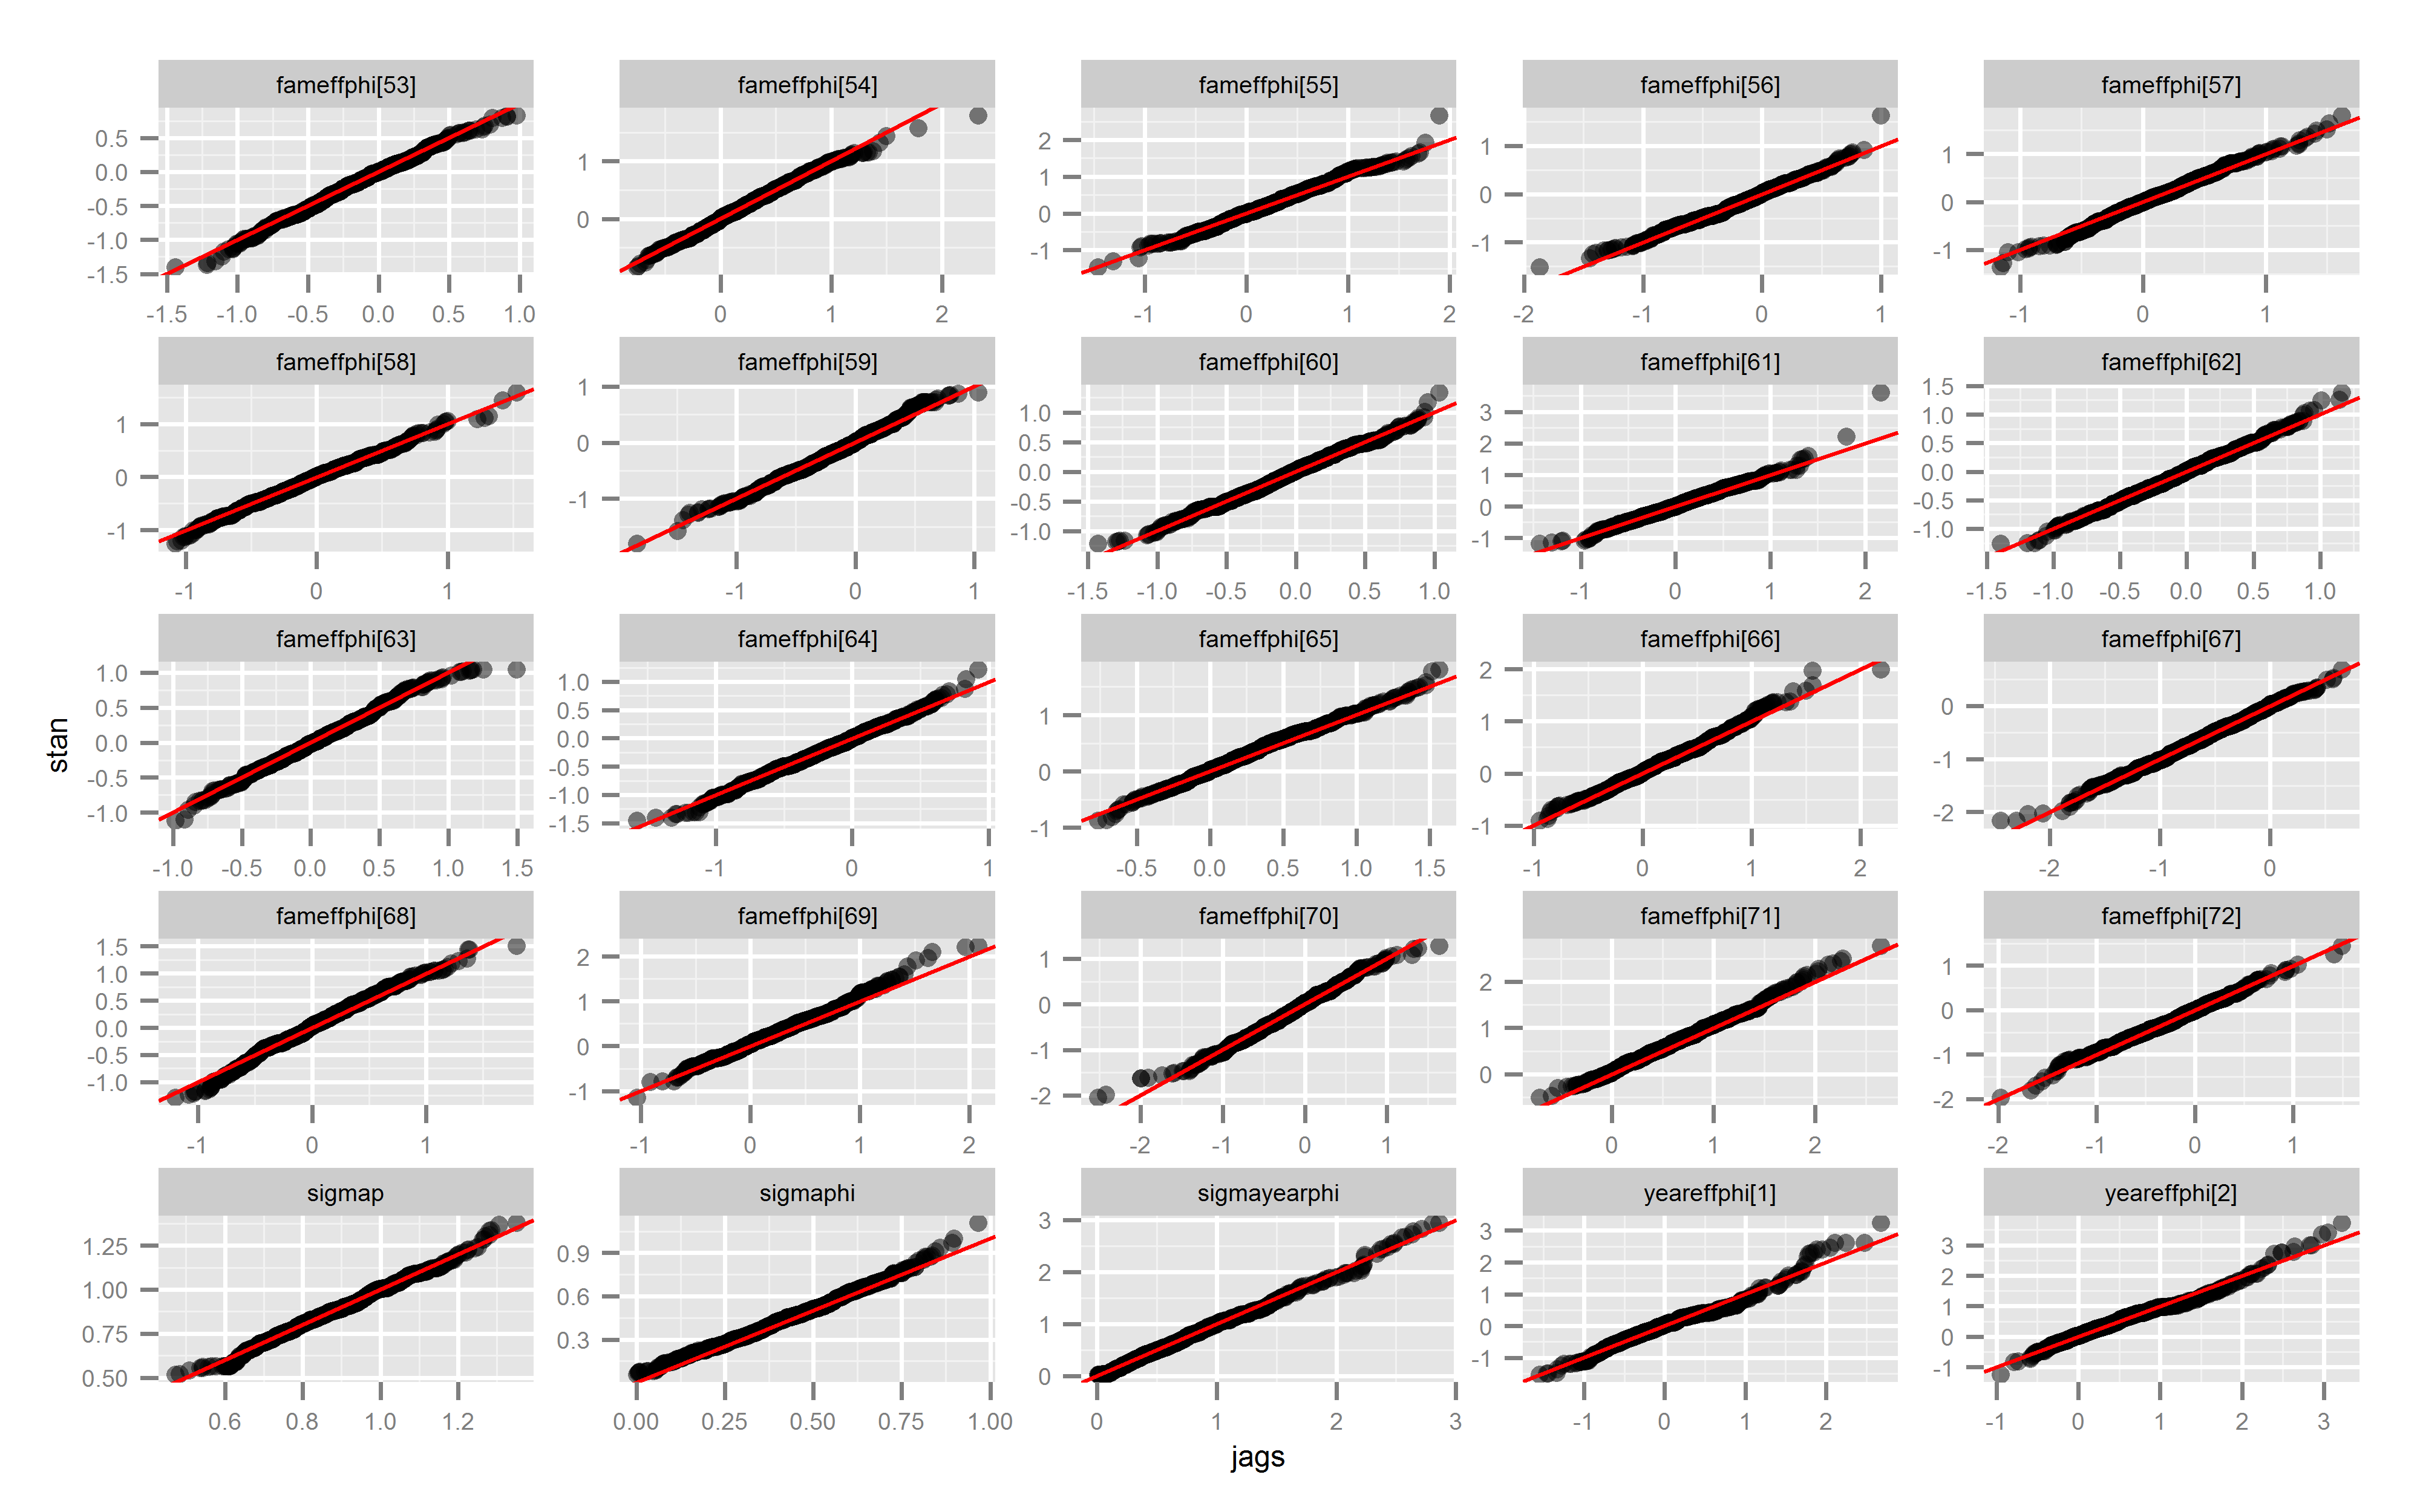 fameffphi[53] fameffphi[54] fameffphi[55] fameffphi[56] fameffphi[57]
0.5 0.0 -0.5 -1.0 -1.5
1 0
2 1 0 -1
1 0 -1
1 0 -1
-1.5 -1.0 -0.5 0.0 0.5 1.0
0 1 2
-1 0 1 2
-2 -1 0 1
-1 0 1
fameffphi[58] fameffphi[59] fameffphi[60] fameffphi[61] fameffphi[62]
1 0 -1
1 0 -1
1.0 0.5 0.0 -0.5 -1.0
3 2 1 0 -1
1.5 1.0 0.5 0.0 -0.5 -1.0
-1 0 1
-1 0 1
-1.5 -1.0 -0.5 0.0 0.5 1.0
-1 0 1 2
-1.5 -1.0 -0.5 0.0 0.5 1.0
fameffphi[63] fameffphi[64] fameffphi[65] fameffphi[66] fameffphi[67]
1.0 0.5 0.0 -0.5 -1.0
1.0 0.5 0.0 -0.5 -1.0 -1.5
1 0 -1
2 1 0 -1
0 -1 -2
-1.0 -0.5 0.0 0.5 1.0 1.5
-1 0 1
-0.5 0.0 0.5 1.0 1.5
-1 0 1 2
-2 -1 0
stan
fameffphi[68] fameffphi[69] fameffphi[70] fameffphi[71] fameffphi[72]
1.5 1.0 0.5 0.0 -0.5 -1.0
2 1 0 -1
1 0 -1 -2
2 1 0
1 0 -1 -2
-1 0 1
-1 0 1 2
-2 -1 0 1
0 1 2
-2 -1 0 1
sigmap sigmaphi sigmayearphi yeareffphi[1] yeareffphi[2]
1.25 1.00 0.75 0.50
0.9 0.6 0.3
3 2 1 0
3 2 1 0 -1
3 2 1 0 -1
0.6 0.8 1.0 1.2
0.00 0.25 0.50 0.75 1.00
0 1 2 3
-1 0 1 2
-1 0 1 2 3
jags